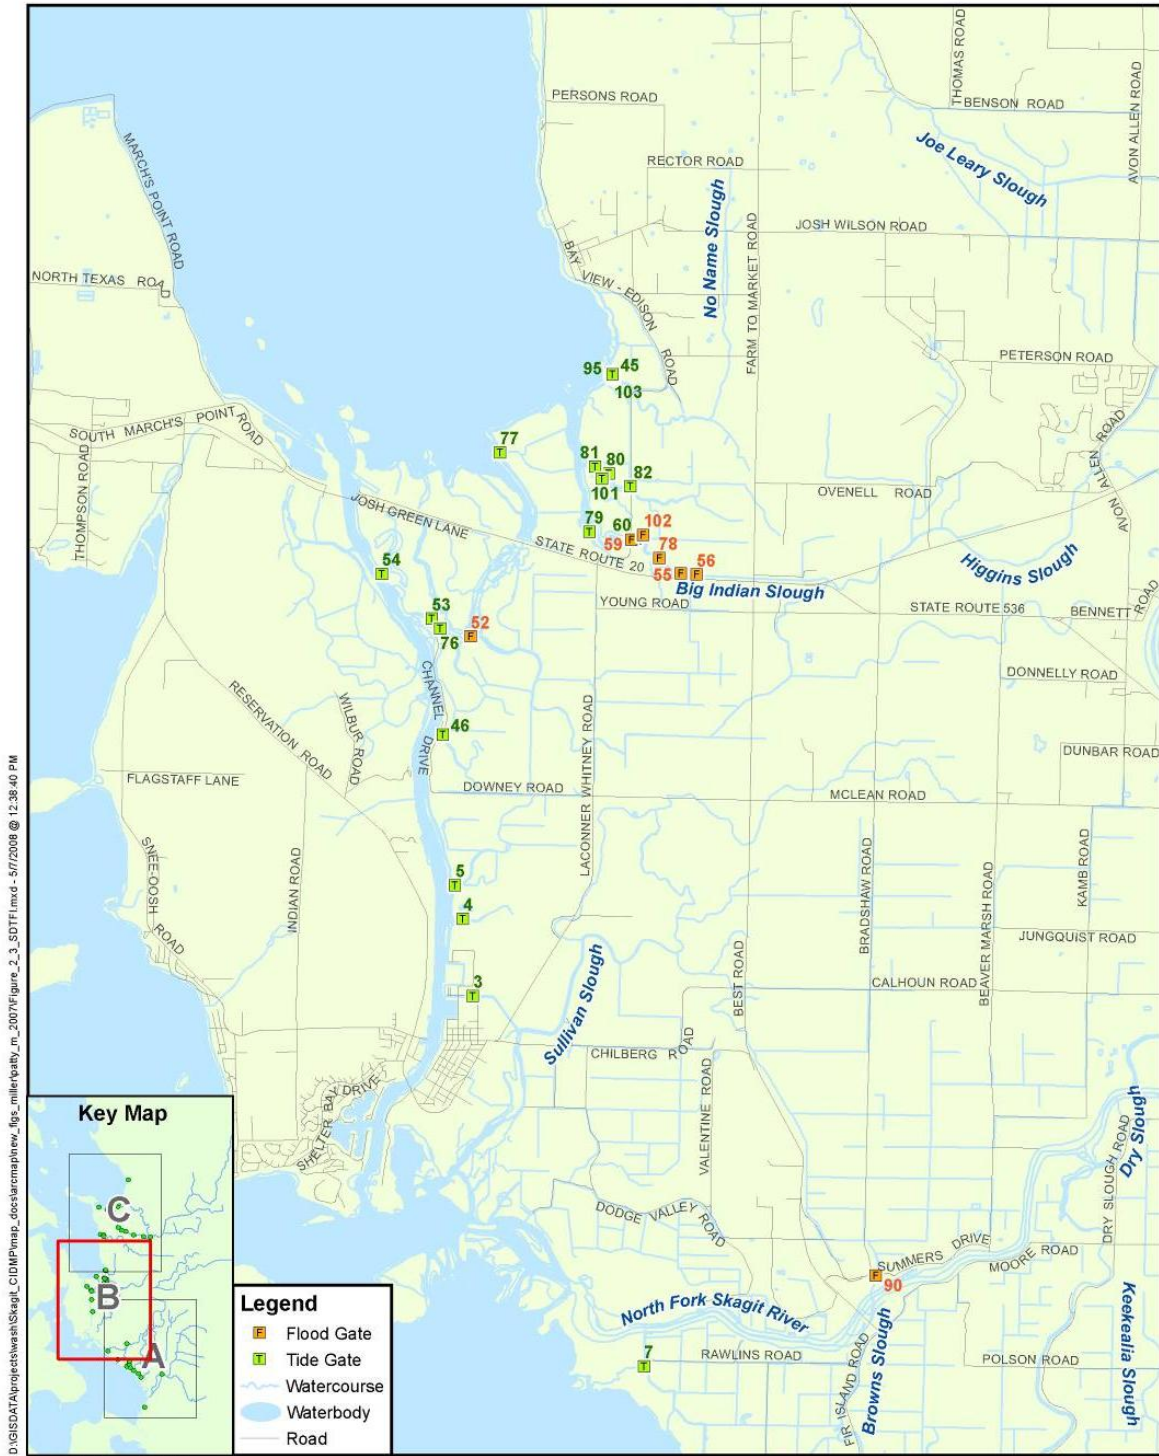 PERSONS ROAD
THOMAS ROAD
BENSON ROAD
AVON ALLEN ROAD
MARCH'S POINT ROAD
RECTOR ROAD
Joe Leary Slough
No Name Slough
JOSH WILSON ROAD
FARM TO MARKET ROAD
BAY VIEW - EDISON ROAD
NORTH TEXAS ROAD
95 T 45
103
PETERSON ROAD
SOUTH MARCH'S POINT ROAD
THOMPSON ROAD
77
T
81 T
80 T
T
101
82
T
OVENELL ROAD
AVON ALLEN ROAD
JOSH GREEN LANE
79
T
60
59 F
102
F
78
F
STATE ROUTE 20
55 F
56
F
Big Indian Slough
Higgins Slough
54
T
53
T
T
76
52
F
YOUNG ROAD
STATE ROUTE 536
BENNETT ROAD
DONNELLY ROAD
CHANNEL DRIVE
RESERVATION ROAD
WILBUR ROAD
46
T
LACONNER WHITNEY ROAD
DUNBAR ROAD
FLAGSTAFF LANE
DOWNEY ROAD
MCLEAN ROAD
SNEE-OOSH ROAD
INDIAN ROAD
5
T
4
T
BRADSHAW ROAD
BEAVER MARSH ROAD
KAMB ROAD
JUNGQUIST ROAD
BEST ROAD
CALHOUN ROAD
3
T
Sullivan Slough
CHILBERG ROAD
VALENTINE ROAD
SHELTER BAY DRIVE
Dry Slough
DRY SLOUGH ROAD
DODGE VALLEY ROAD
SUMMERS DRIVE
MOORE ROAD
F
90
North Fork Skagit River
7
T
RAWLINS ROAD
FIR ISLAND ROAD
Browns Slough
POLSON ROAD
Keekealia Slough
Key Map
C
B
A
Legend
F Flood Gate
T Tide Gate
Watercourse
Waterbody
Road